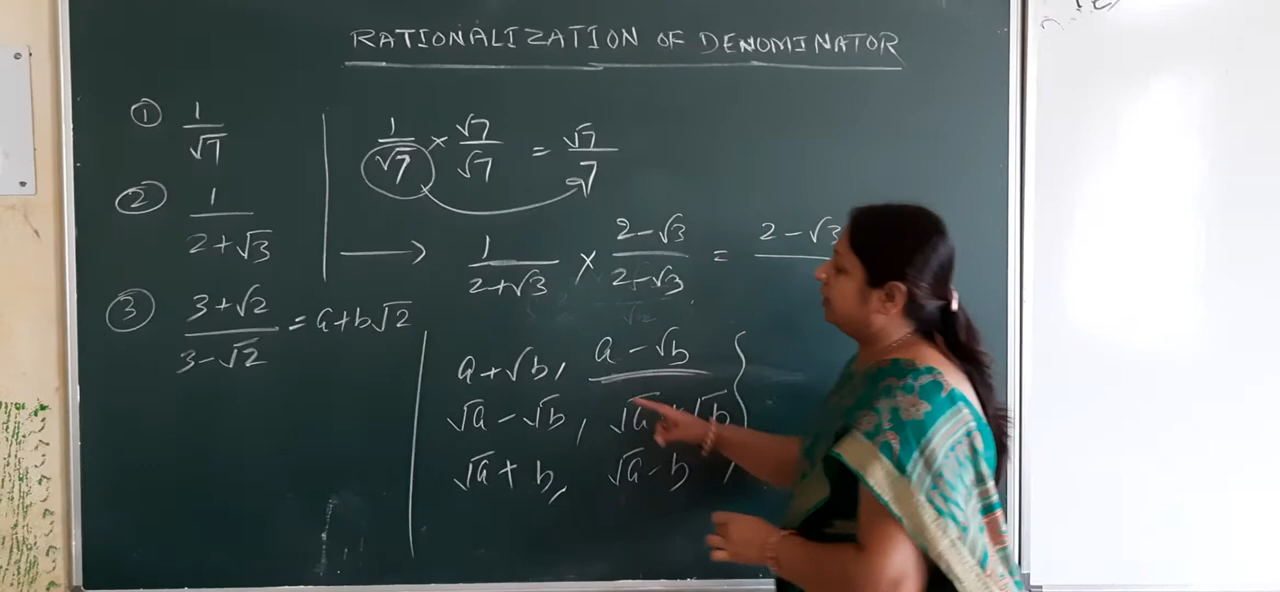 RATIONALIZATION OF DENOMINATOR
① 1/√7
1/√7 × √7/√7 = √7/7
② 1/(2+√3)
→ 1/(2+√3) × (2-√3)/(2-√3) = 2-√3
③ (3+√2)/(3-√2) = a+b√2
a+√b, a-√b
√a-√b, √a+√b
√a+b, √a-b